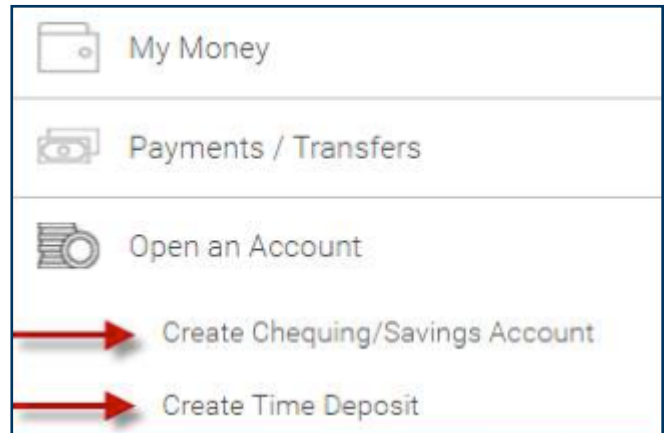 My Money
Payments / Transfers
Open an Account
Create Chequing/Savings Account
Create Time Deposit